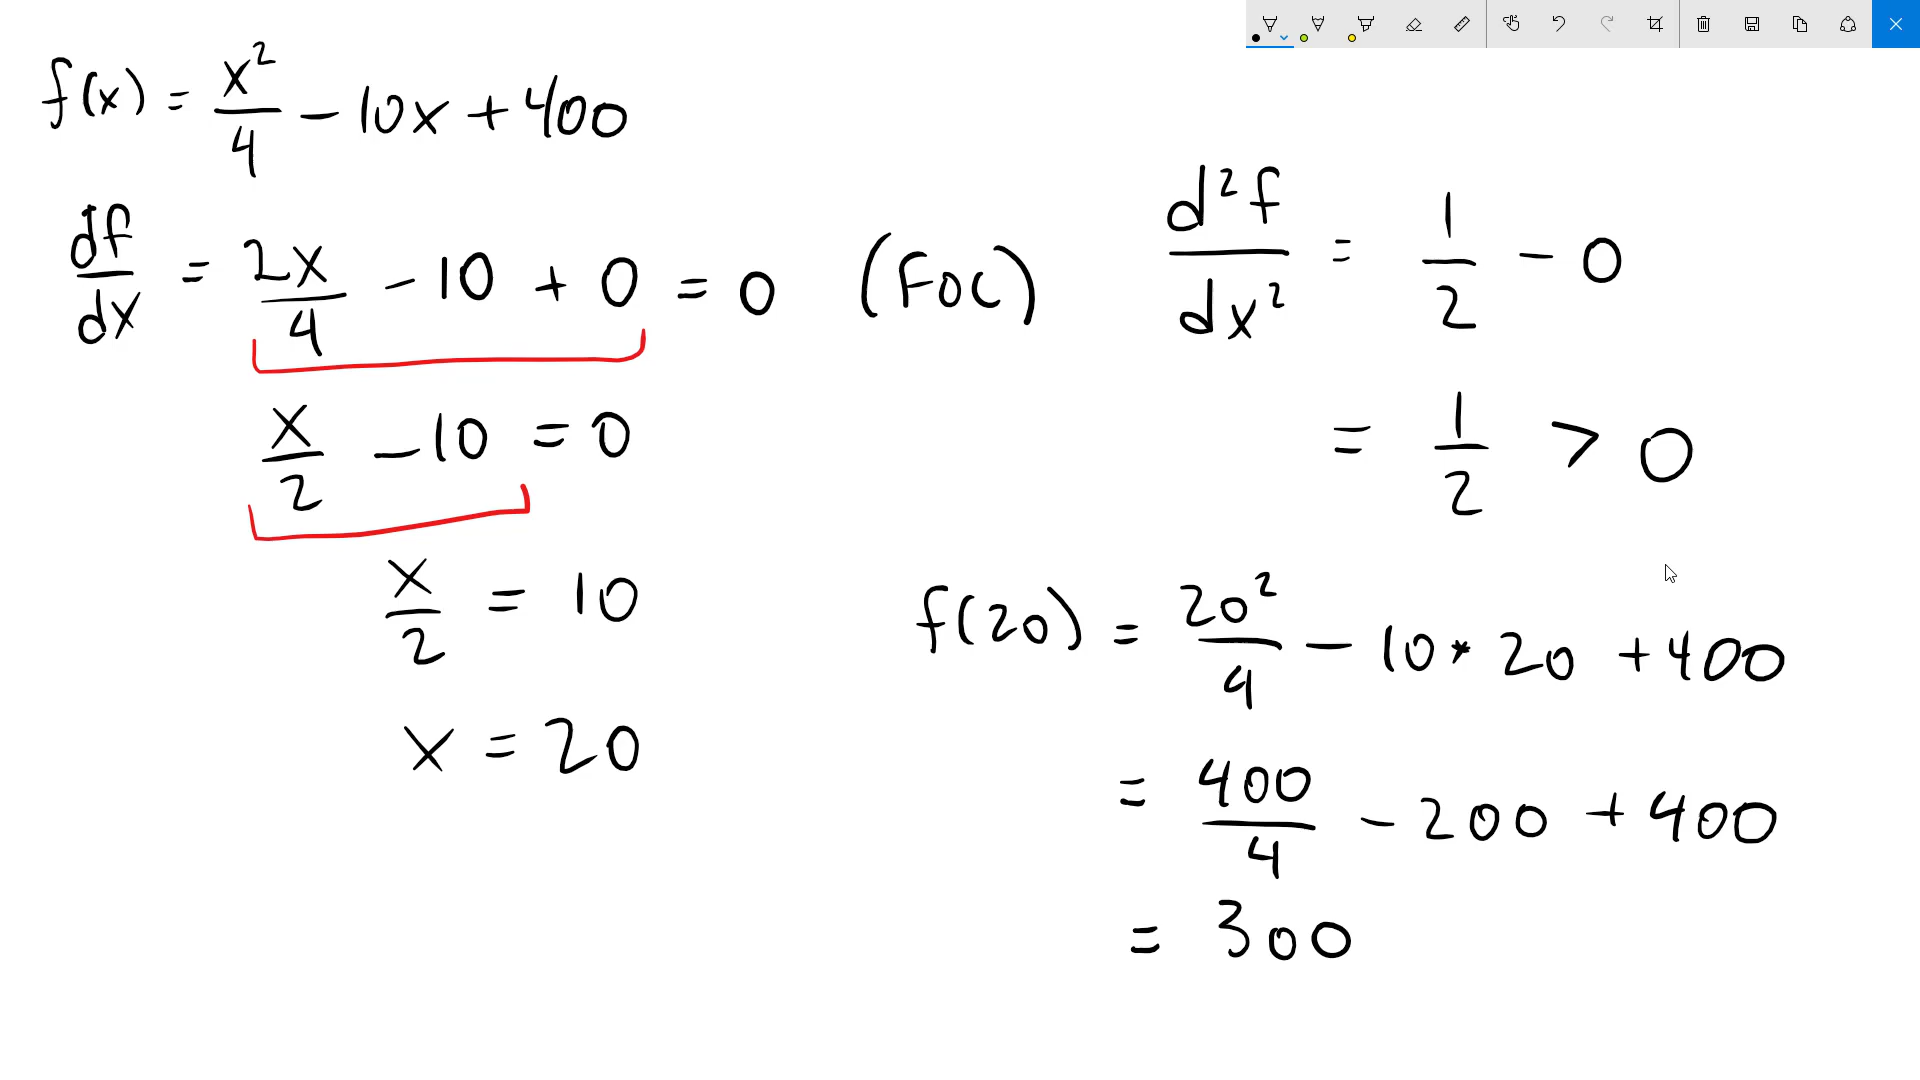 f(x) = x²/4 - 10x + 400
df/dx = 2x/4 - 10 + 0 = 0 (FOC)
x/2 - 10 = 0
x/2 = 10
x = 20
d²f/dx² = 1/2 - 0
= 1/2 > 0
f(20) = 20²/4 - 10 * 20 + 400
= 400/4 - 200 + 400
= 300